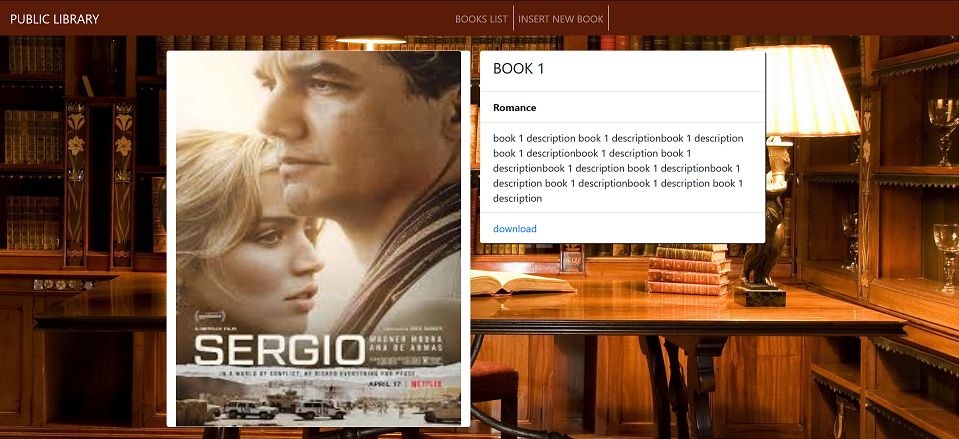 PUBLIC LIBRARY
BOOKS LIST
INSERT NEW BOOK
BOOK 1
Romance
book 1 description book 1 descriptionbook 1 description
book 1 descriptionbook 1 description book 1
descriptionbook 1 description book 1 descriptionbook 1
description book 1 descriptionbook 1 description book 1
description
download
A NETFLIX FILM
SERGIO
WAGNER MOURA
ANA DE ARMAS
IN A WORLD OF CONFLICT, HE RISKED EVERYTHING FOR PEACE
APRIL 17 | NETFLIX